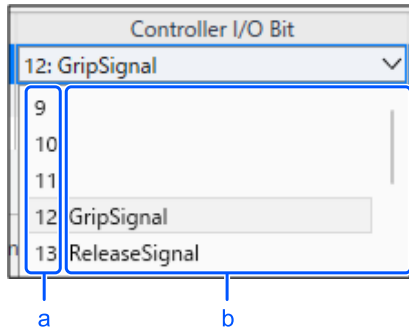 Controller I/O Bit
12: GripSignal
9
10
11
12 GripSignal
13 ReleaseSignal
a b